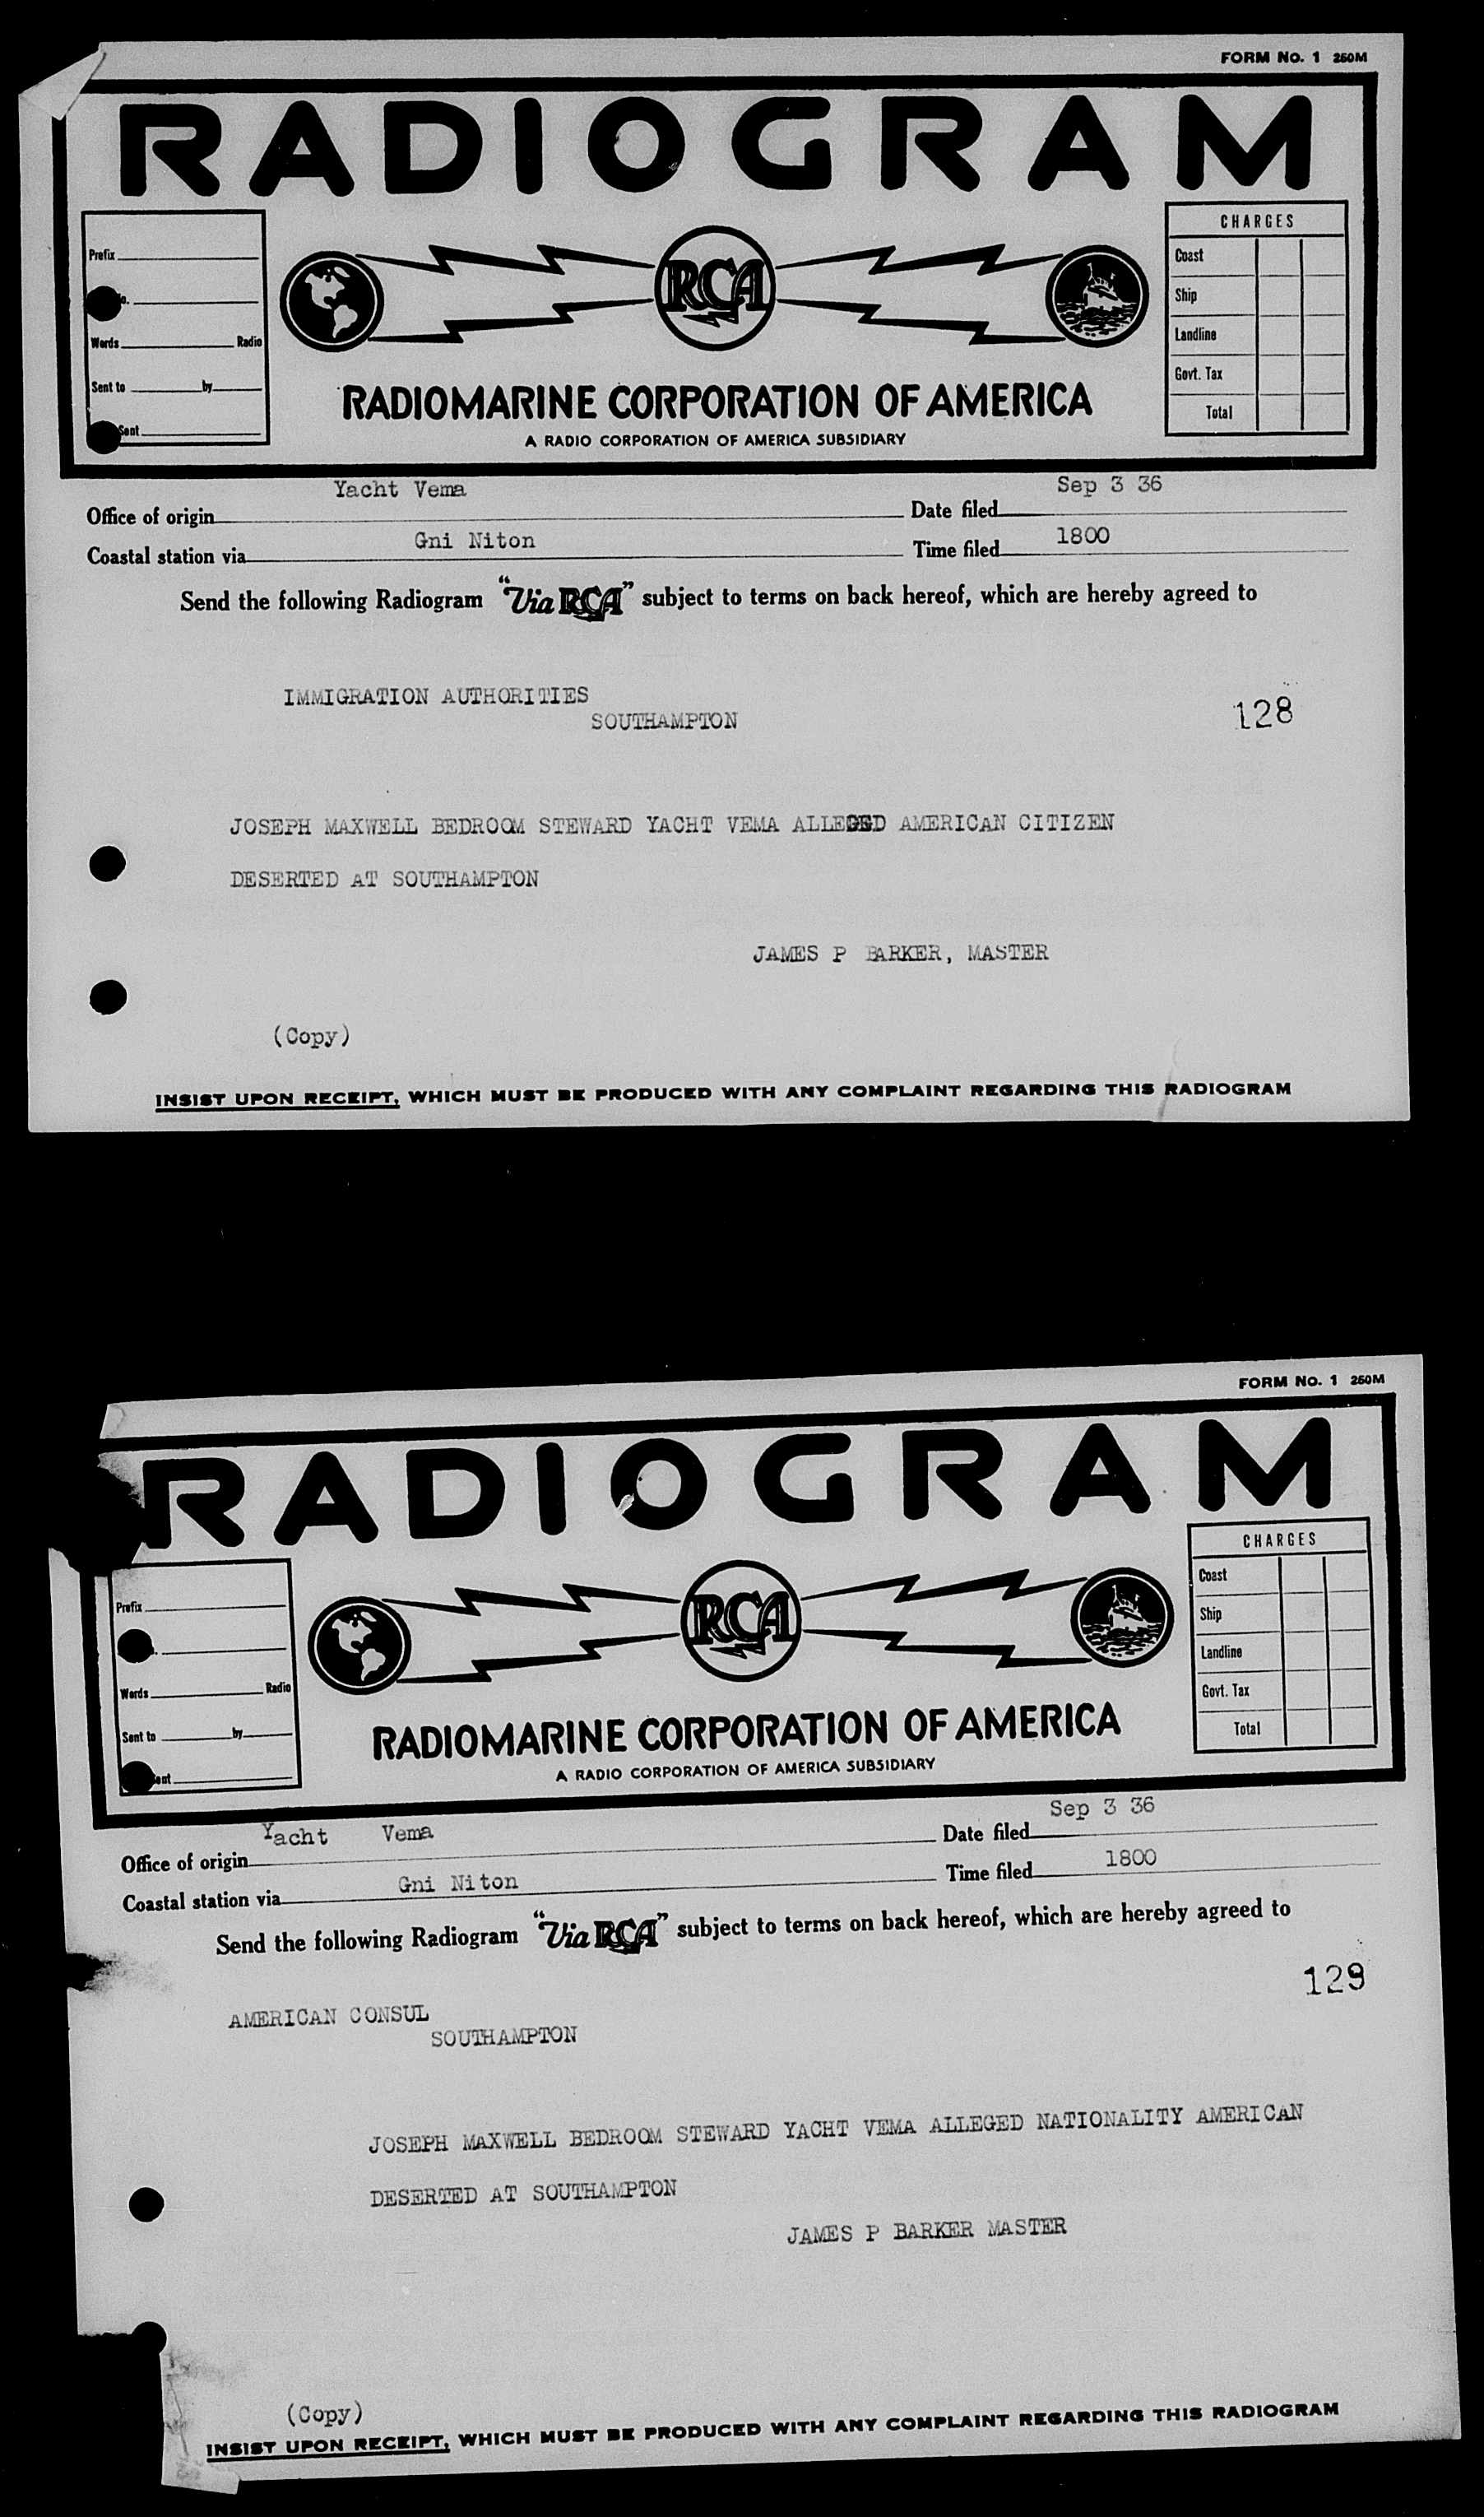 FORM NO. 1 250M
RADIOGRAM
CHARGES
Prefix
Coast
RCA
o.
Ship
Words Radio
Landline
Sent to by
Govt. Tax
Sent
Total
RADIOMARINE CORPORATION OF AMERICA
A RADIO CORPORATION OF AMERICA SUBSIDIARY
Yacht Vema Sep 3 36
Office of origin Date filed
Gni Niton 1800
Coastal station via Time filed
Send the following Radiogram "Via RCA" subject to terms on back hereof, which are hereby agreed to
IMMIGRATION AUTHORITIES
SOUTHAMPTON
128
JOSEPH MAXWELL BEDROOM STEWARD YACHT VEMA ALLEGED AMERICAN CITIZEN
DESERTED AT SOUTHAMPTON
JAMES P BARKER, MASTER
(Copy)
INSIST UPON RECEIPT, WHICH MUST BE PRODUCED WITH ANY COMPLAINT REGARDING THIS RADIOGRAM
FORM NO. 1 250M
RADIOGRAM
CHARGES
Prefix
Coast
RCA
Ship
Words Radio
Landline
Sent to by
Govt. Tax
ent
Total
RADIOMARINE CORPORATION OF AMERICA
A RADIO CORPORATION OF AMERICA SUBSIDIARY
Yacht Vema Sep 3 36
Office of origin Date filed
Gni Niton 1800
Coastal station via Time filed
Send the following Radiogram "Via RCA" subject to terms on back hereof, which are hereby agreed to
129
AMERICAN CONSUL
SOUTHAMPTON
JOSEPH MAXWELL BEDROOM STEWARD YACHT VEMA ALLEGED NATIONALITY AMERICAN
DESERTED AT SOUTHAMPTON
JAMES P BARKER MASTER
(Copy)
INSIST UPON RECEIPT, WHICH MUST BE PRODUCED WITH ANY COMPLAINT REGARDING THIS RADIOGRAM